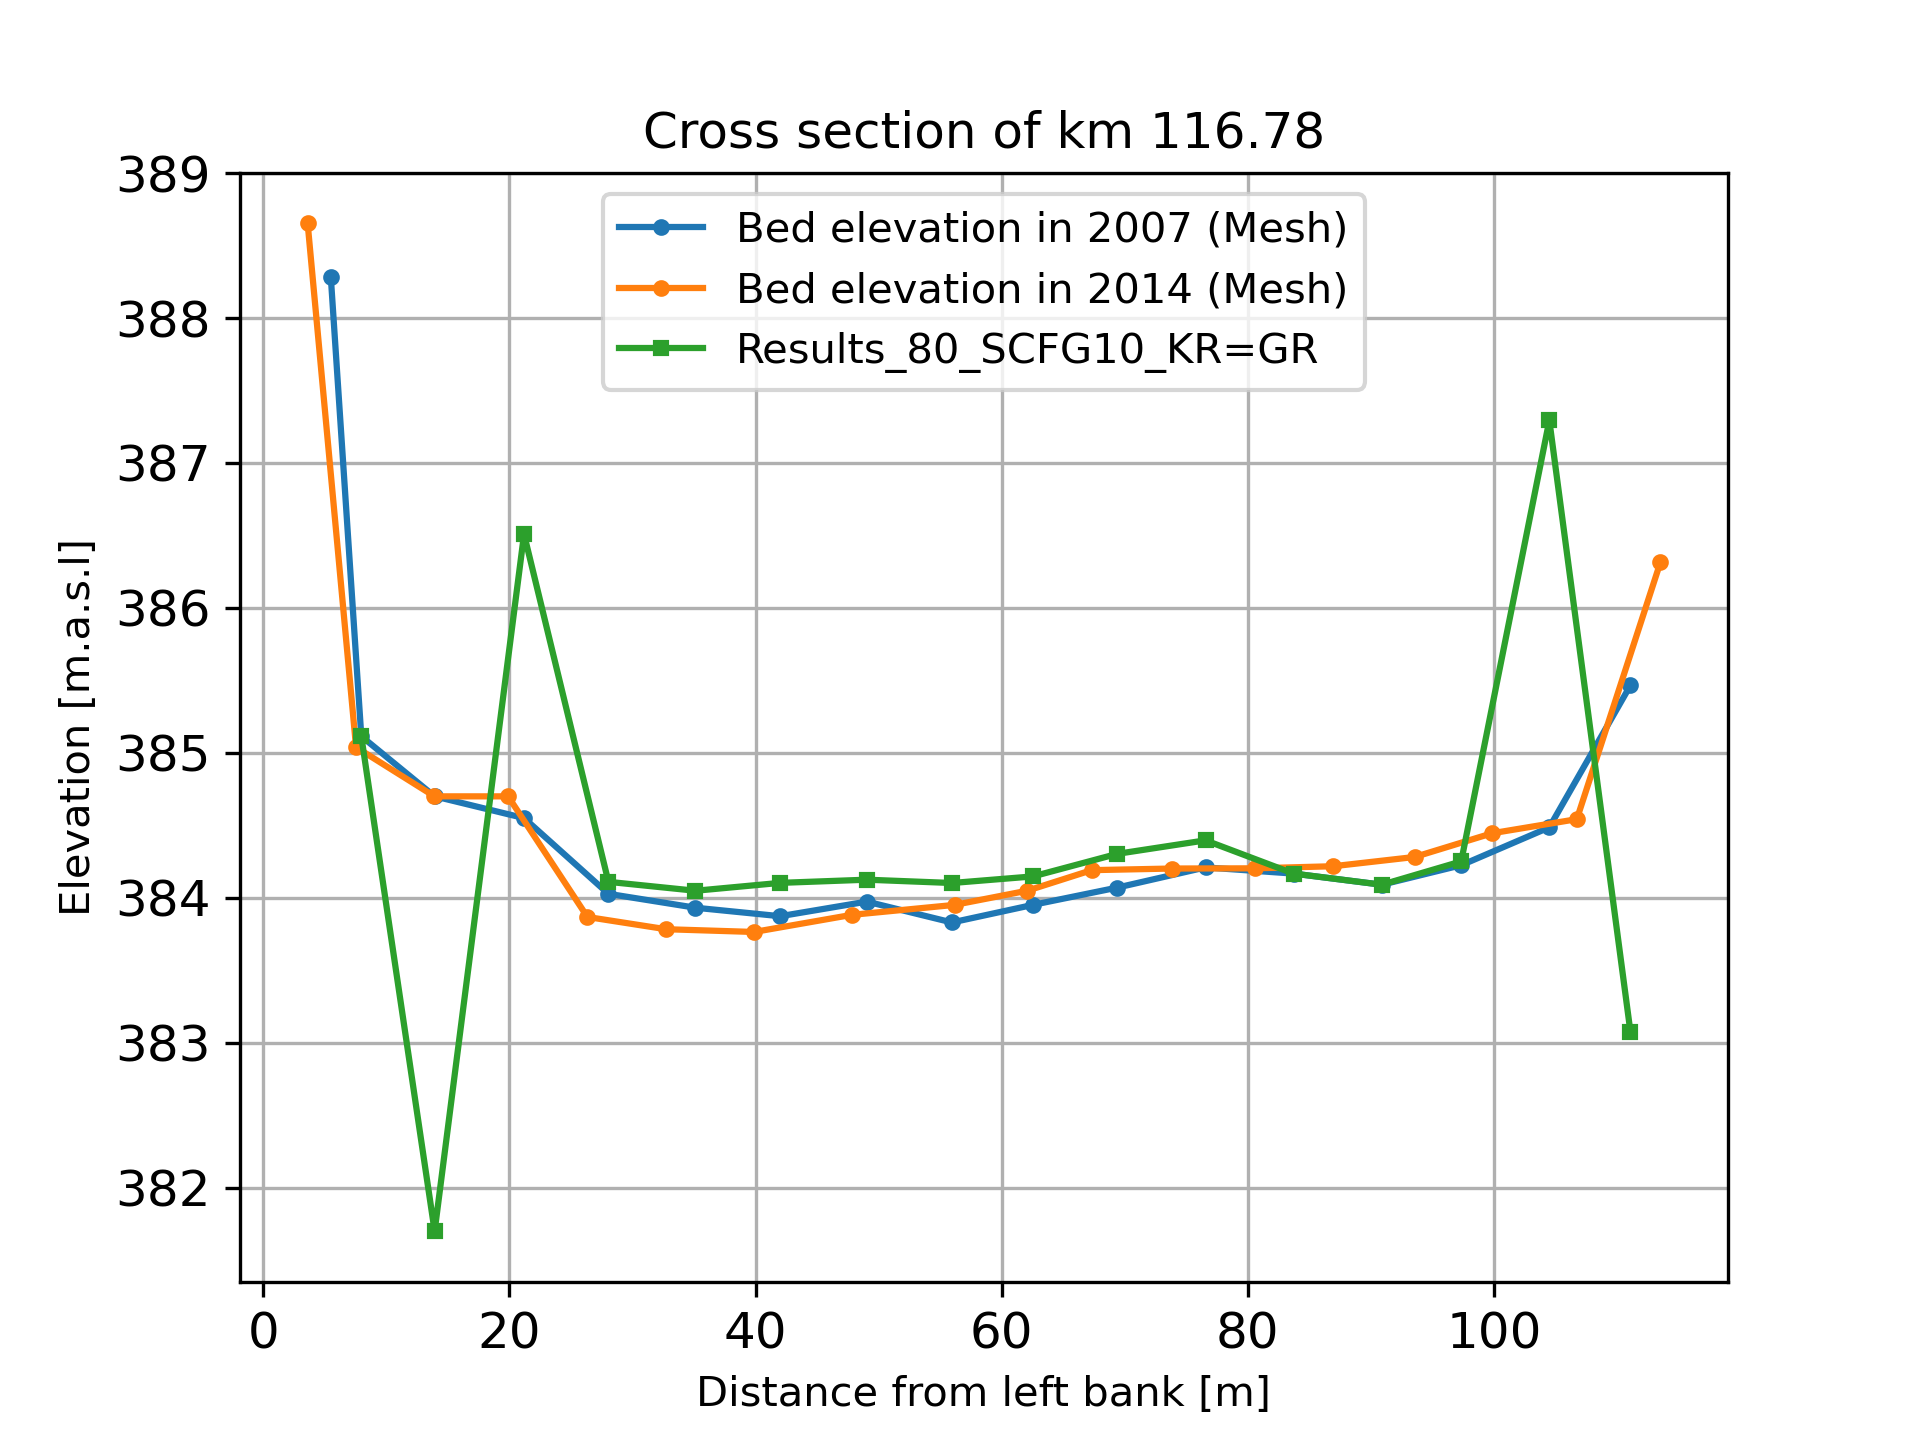 Cross section of km 116.78
389
388
387
386
385
384
383
382
Elevation [m.a.s.l]
Bed elevation in 2007 (Mesh)
Bed elevation in 2014 (Mesh)
Results_80_SCFG10_KR=GR
0 20 40 60 80 100
Distance from left bank [m]